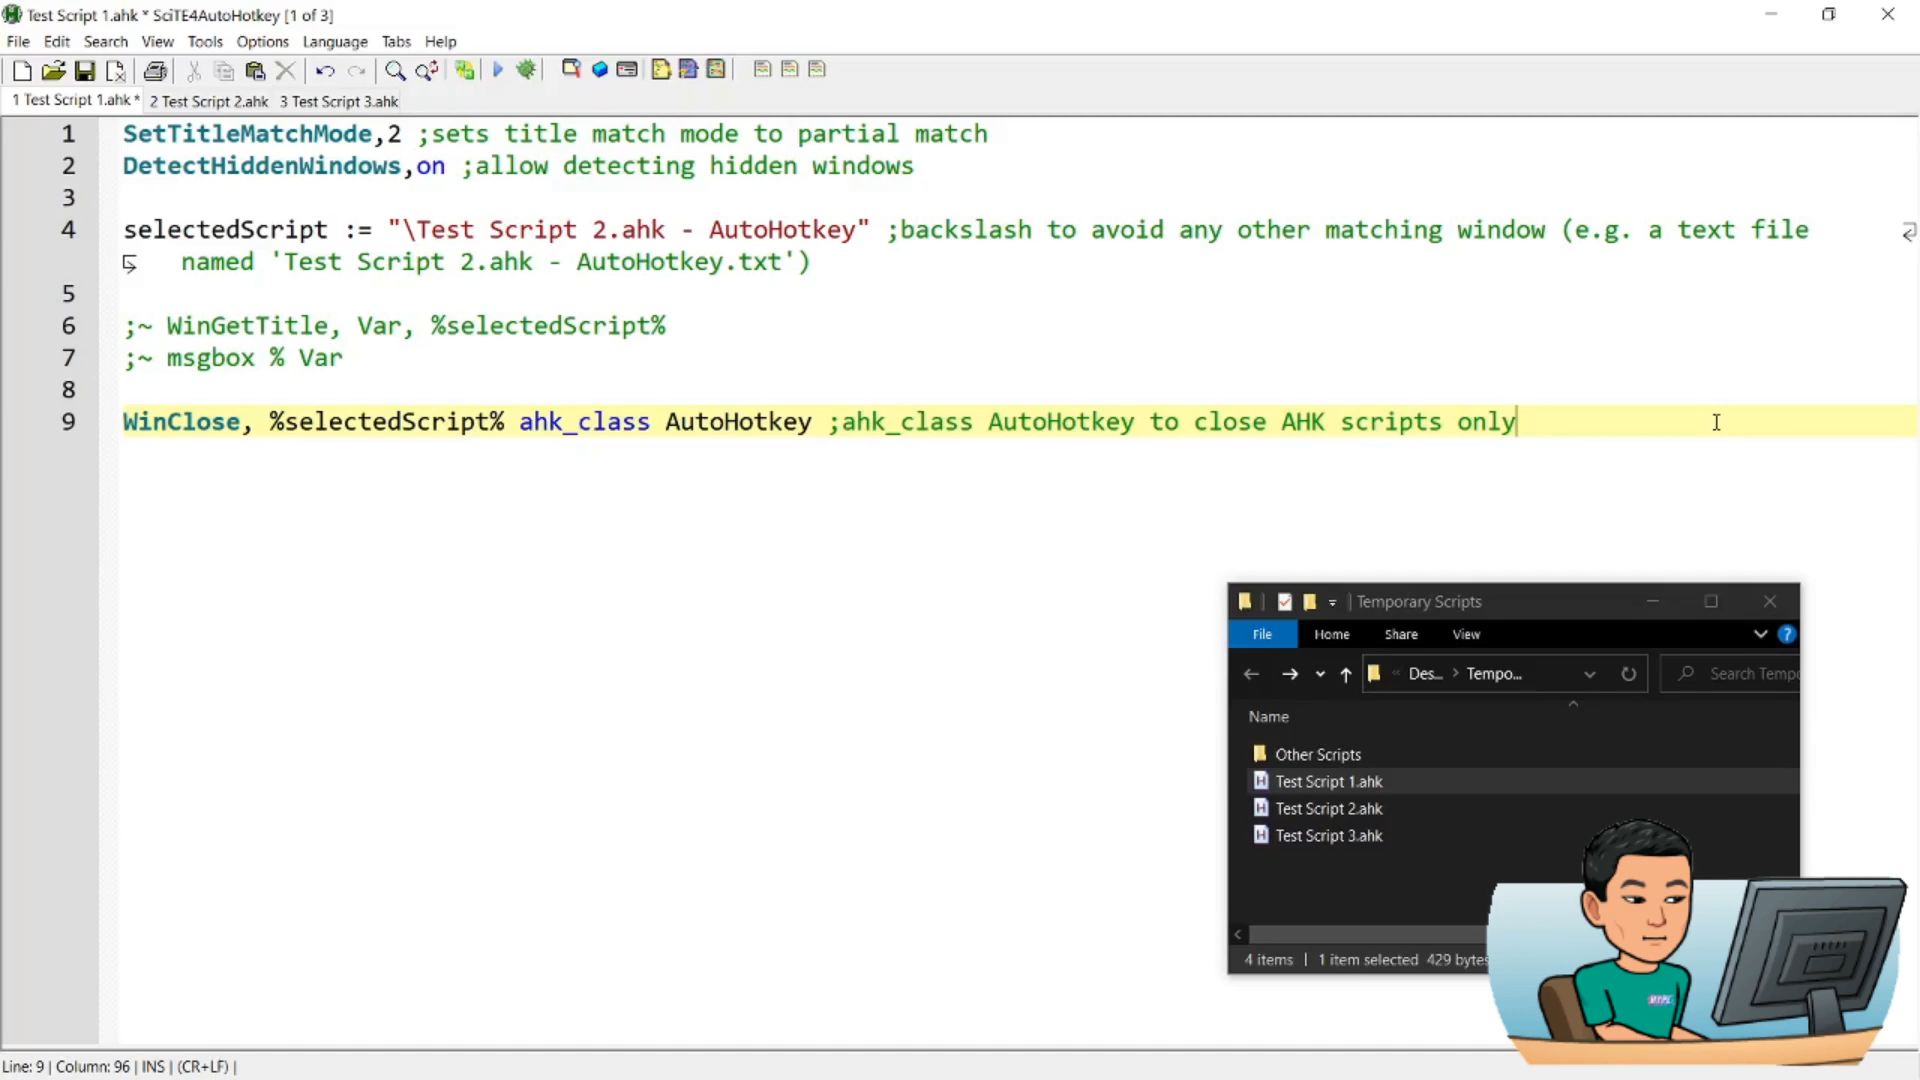 Test Script 1.ahk * SciTE4AutoHotkey [1 of 3]
File Edit Search View Tools Options Language Tabs Help
1 Test Script 1.ahk * 2 Test Script 2.ahk 3 Test Script 3.ahk
1 SetTitleMatchMode,2 ;sets title match mode to partial match
2 DetectHiddenWindows,on ;allow detecting hidden windows
3
4 selectedScript := "\Test Script 2.ahk - AutoHotkey" ;backslash to avoid any other matching window (e.g. a text file
named 'Test Script 2.ahk - AutoHotkey.txt')
5
6 ;~ WinGetTitle, Var, %selectedScript%
7 ;~ msgbox % Var
8
9 WinClose, %selectedScript% ahk_class AutoHotkey ;ahk_class AutoHotkey to close AHK scripts only
Temporary Scripts
File Home Share View
Des... Tempo... Search Tempo
Name
Other Scripts
Test Script 1.ahk
Test Script 2.ahk
Test Script 3.ahk
4 items | 1 item selected 429 bytes
Line: 9 | Column: 96 | INS | (CR+LF) |